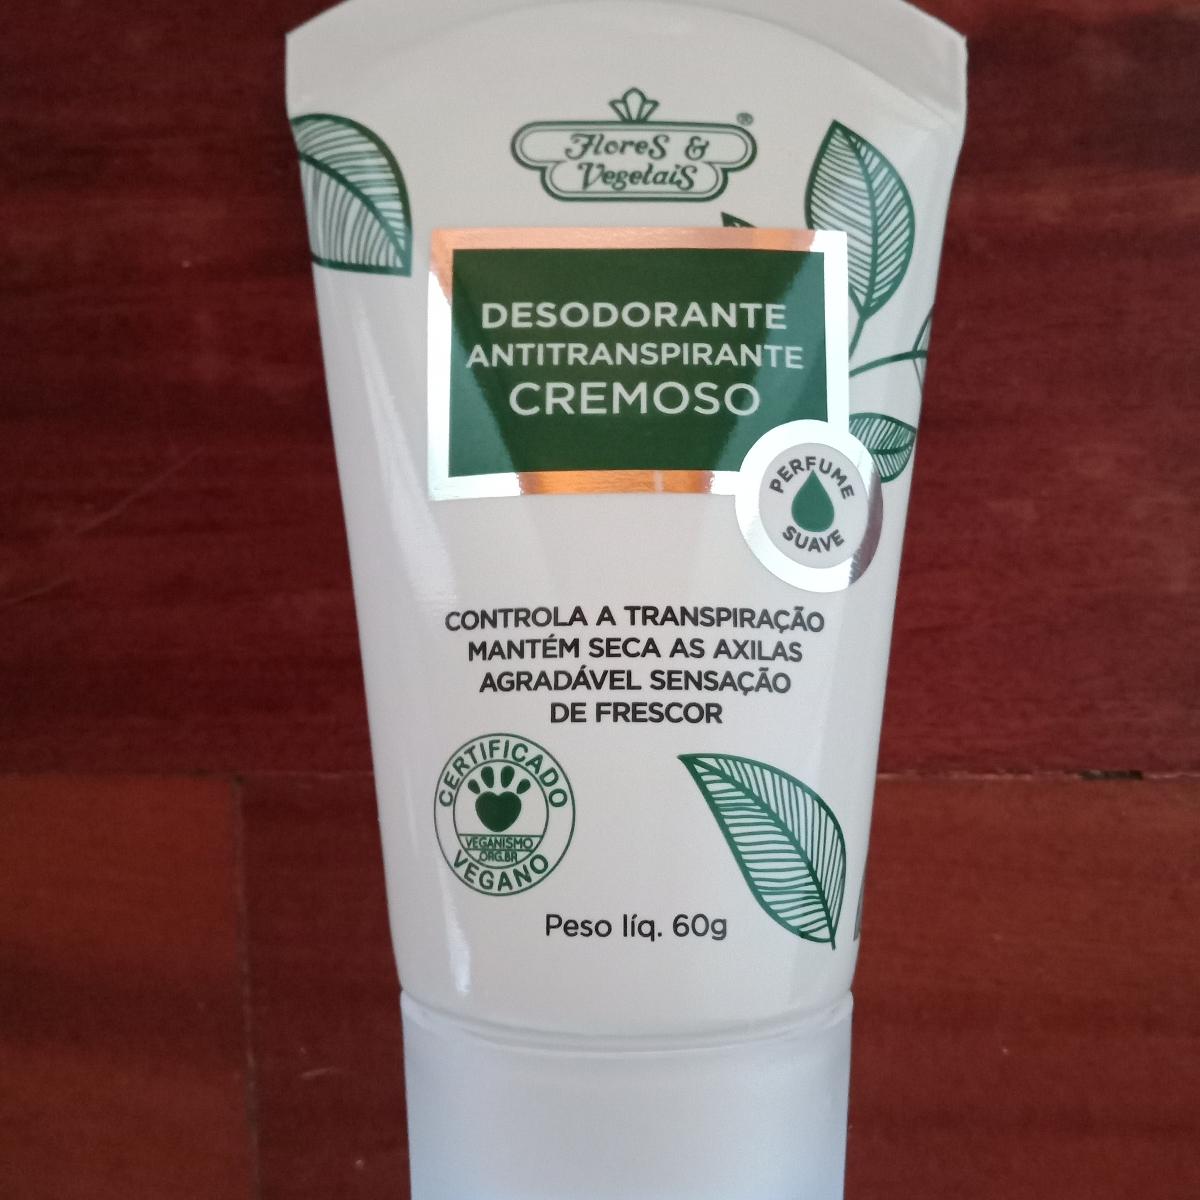 FloreS &
VegetaiS
®
DESODORANTE
ANTITRANSPIRANTE
CREMOSO
PERFUME
SUAVE
CONTROLA A TRANSPIRAÇÃO
MANTÉM SECA AS AXILAS
AGRADÁVEL SENSAÇÃO
DE FRESCOR
CERTIFICADO
VEGANISMO
.ORG.BR
VEGANO
Peso líq. 60g